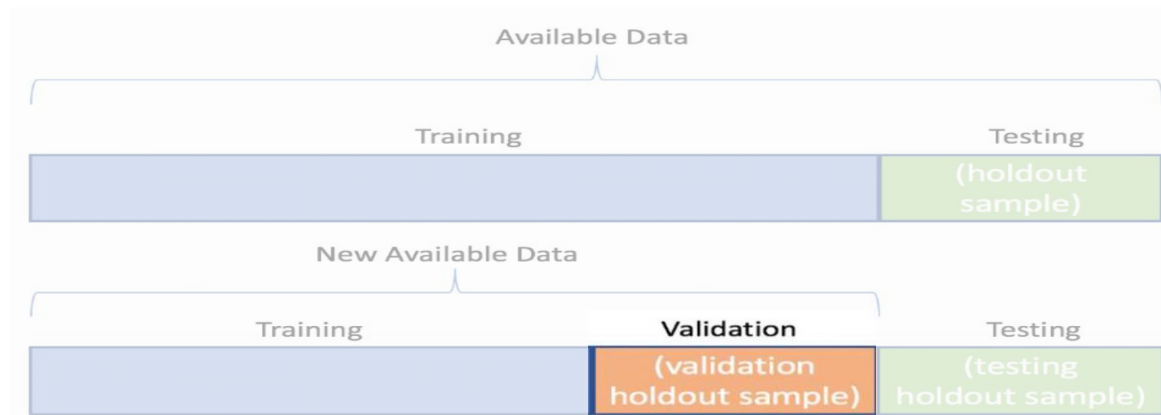 Available Data
Training Testing
(holdout
sample)
New Available Data
Training Validation Testing
(validation (testing
holdout sample) holdout sample)